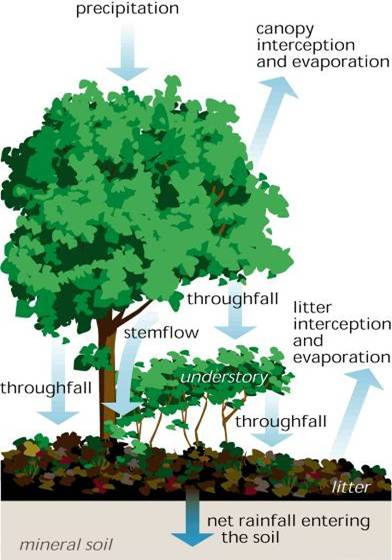 precipitation
canopy
interception
and evaporation
throughfall
litter
interception
and
evaporation
stemflow
throughfall
understory
throughfall
litter
net rainfall entering
the soil
mineral soil